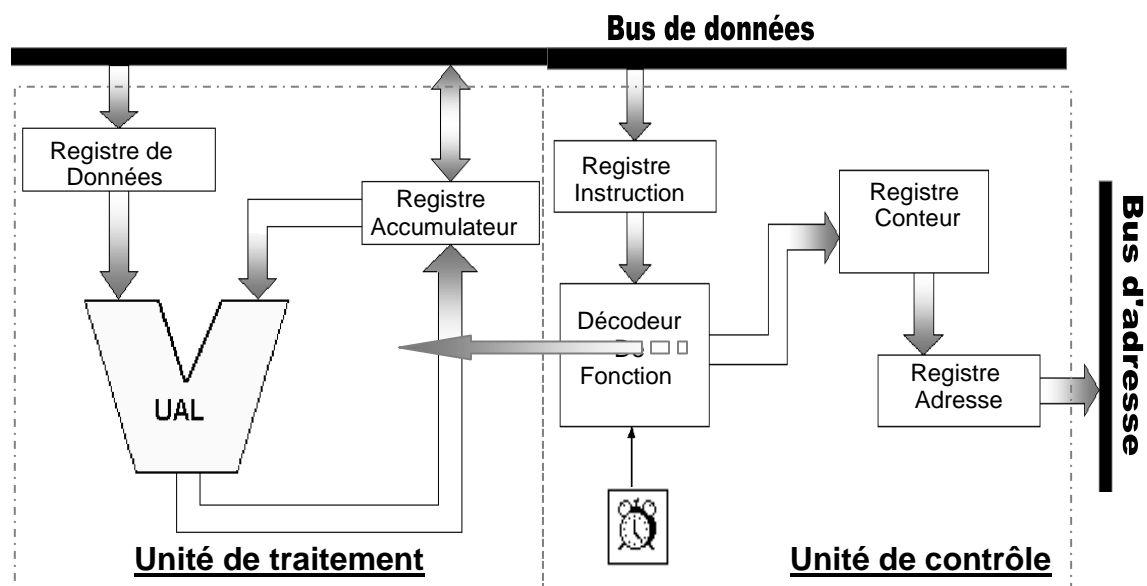 Bus de données
Registre de
Données
Registre
Accumulateur
UAL
Unité de traitement
Registre
Instruction
Décodeur
De
Fonction
Registre
Conteur
Registre
Adresse
Unité de contrôle
Bus d'adresse